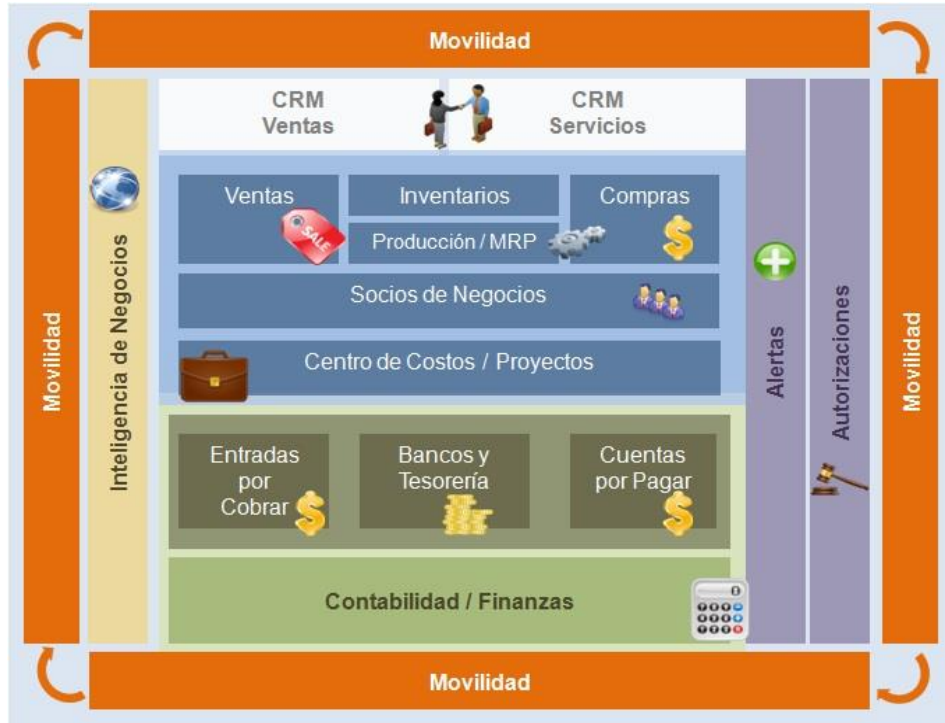 Movilidad
Movilidad
Inteligencia de Negocios
CRM
Ventas
CRM
Servicios
Ventas
SALE
Inventarios
Compras
Producción / MRP
Socios de Negocios
Centro de Costos / Proyectos
Entradas
por
Cobrar
Bancos y
Tesorería
Cuentas
por Pagar
Contabilidad / Finanzas
Alertas
Autorizaciones
Movilidad
Movilidad